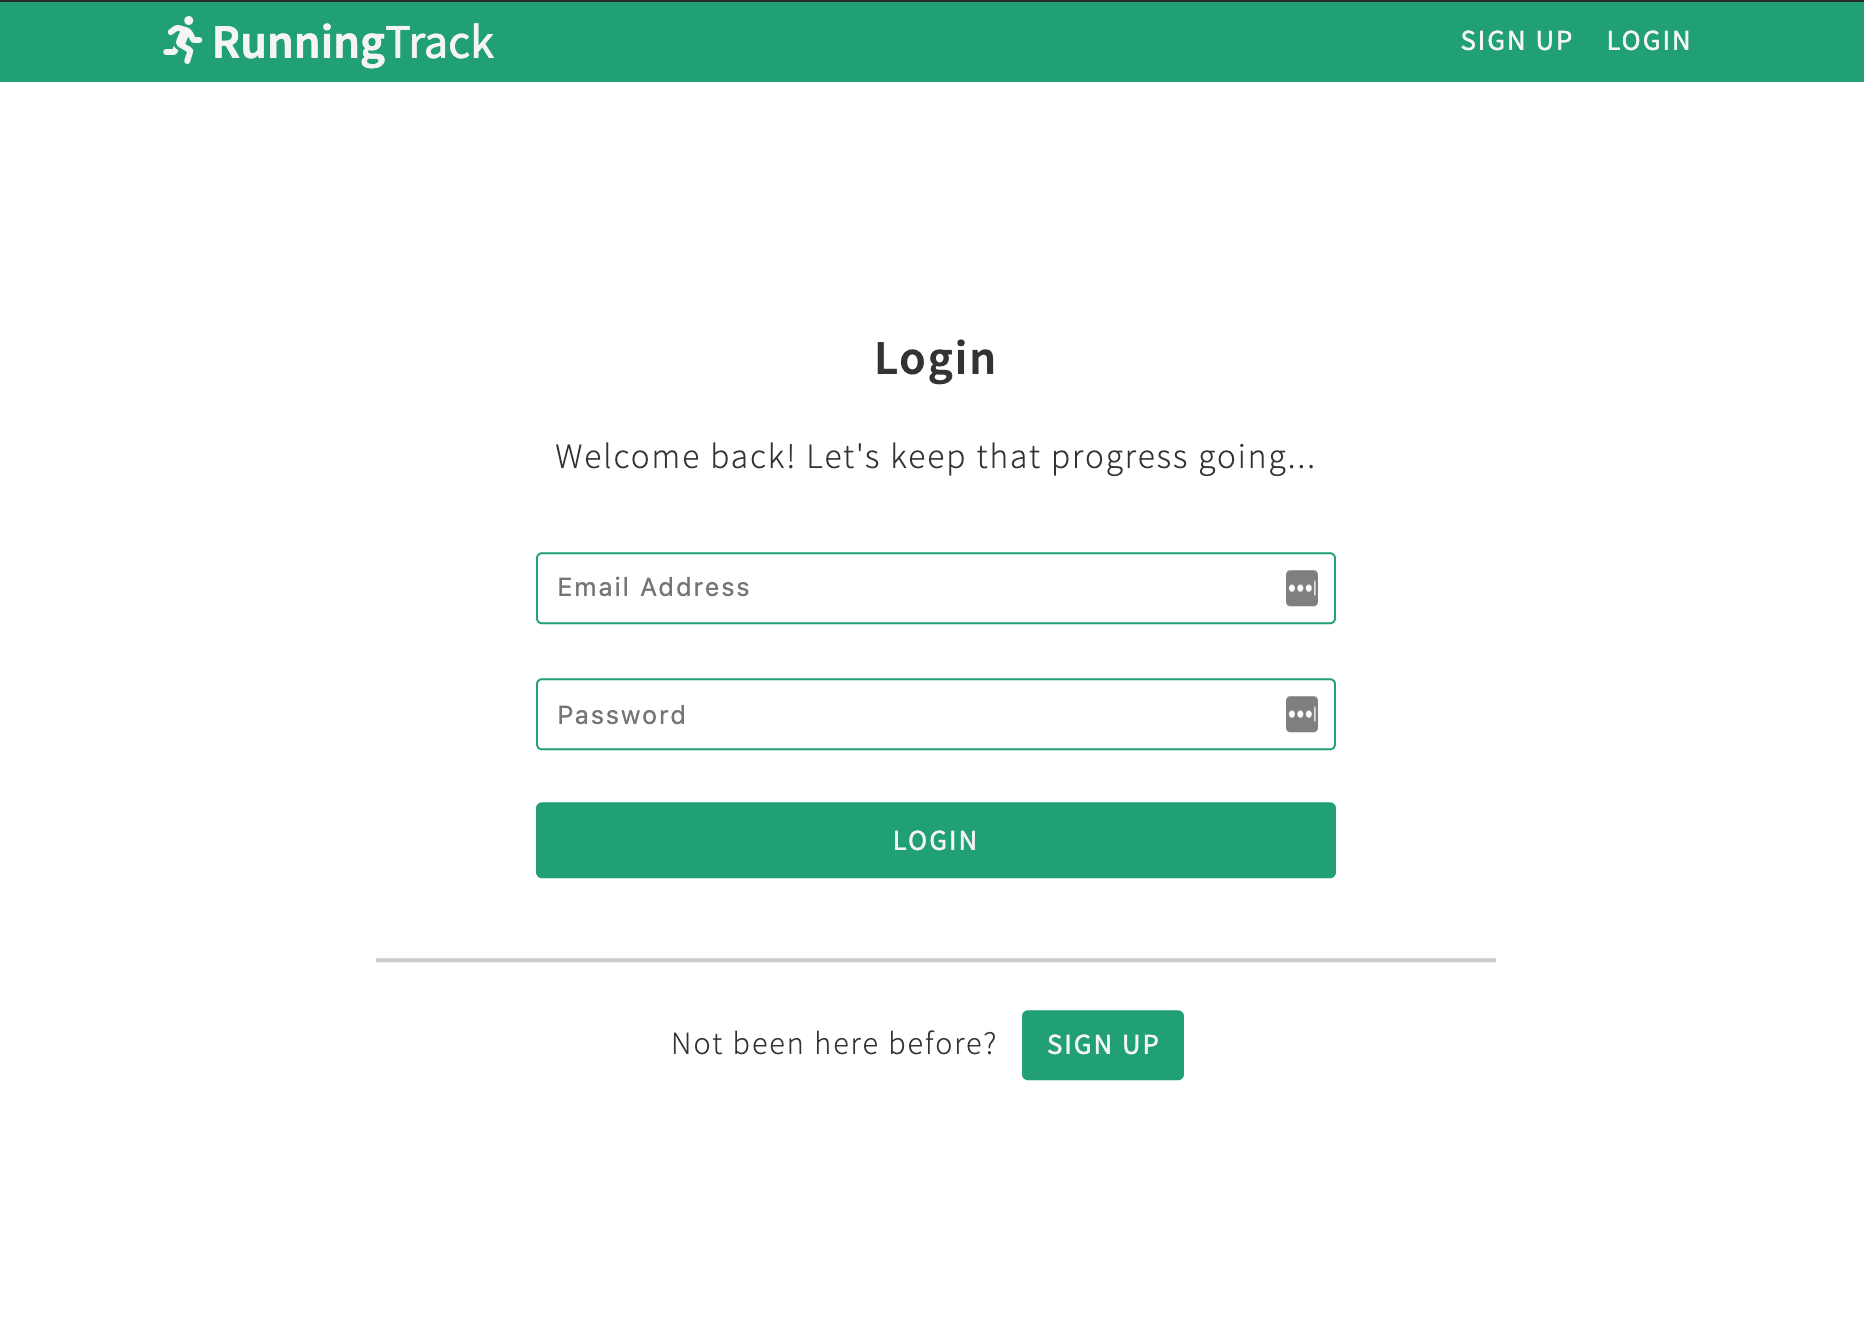 RunningTrack
SIGN UP
LOGIN
Login
Welcome back! Let's keep that progress going...
Email Address
Password
LOGIN
Not been here before?
SIGN UP